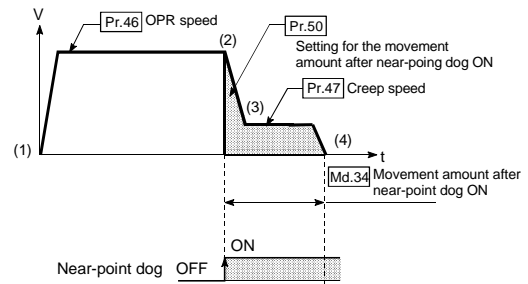 V
Pr.46 OPR speed
(2)
Pr.50
Setting for the movement
amount after near-poing dog ON
(3)
Pr.47 Creep speed
(1)
(4)
t
Md.34 Movement amount after
near-point dog ON
ON
Near-point dog OFF